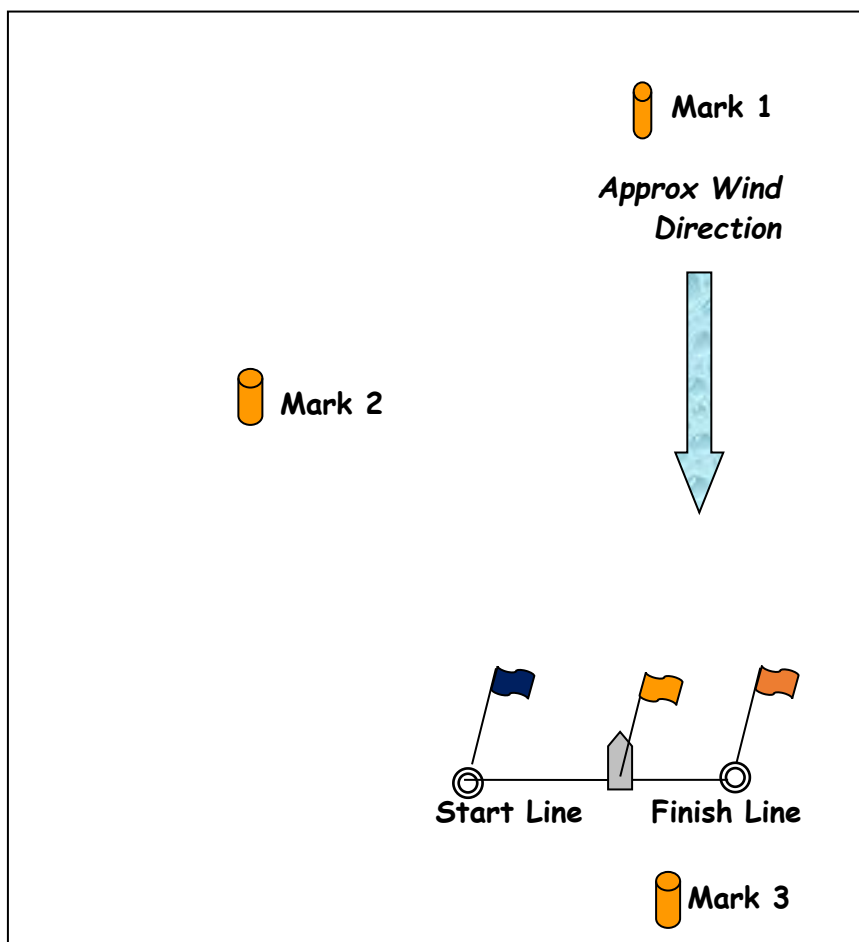 Mark 1
Approx Wind
Direction
Mark 2
Start Line
Finish Line
Mark 3